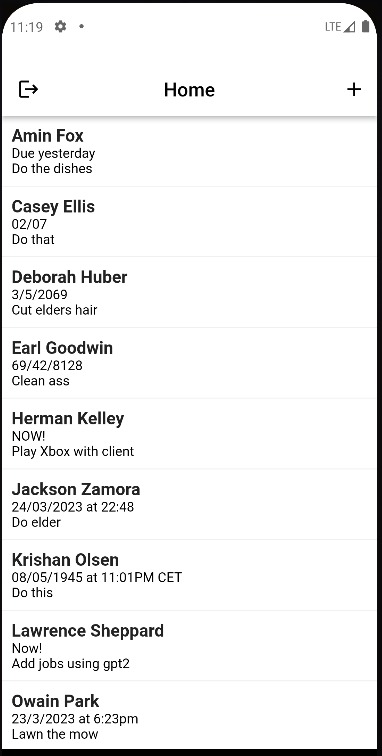 11:19
LTE
Home
Amin Fox
Due yesterday
Do the dishes
Casey Ellis
02/07
Do that
Deborah Huber
3/5/2069
Cut elders hair
Earl Goodwin
69/42/8128
Clean ass
Herman Kelley
NOW!
Play Xbox with client
Jackson Zamora
24/03/2023 at 22:48
Do elder
Krishan Olsen
08/05/1945 at 11:01PM CET
Do this
Lawrence Sheppard
Now!
Add jobs using gpt2
Owain Park
23/3/2023 at 6:23pm
Lawn the mow